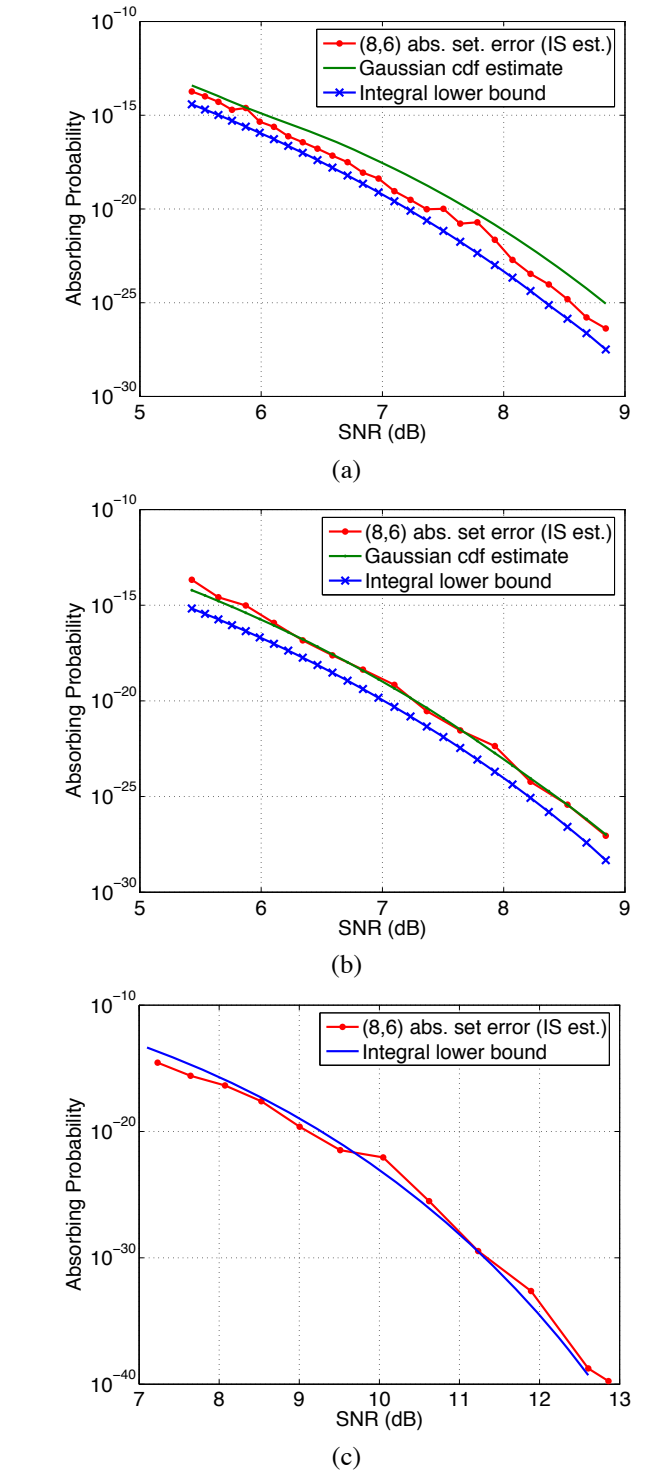 (a)
10^-10
10^-15
10^-20
10^-25
10^-30
Absorbing Probability
(8,6) abs. set. error (IS est.)
Gaussian cdf estimate
Integral lower bound
5 6 7 8 9
SNR (dB)
(a)
10^-10
10^-15
10^-20
10^-25
10^-30
Absorbing Probability
(8,6) abs. set error (IS est.)
Gaussian cdf estimate
Integral lower bound
5 6 7 8 9
SNR (dB)
(b)
10^-10
10^-20
10^-30
10^-40
Absorbing Probability
(8,6) abs. set error (IS est.)
Integral lower bound
7 8 9 10 11 12 13
SNR (dB)
(c)